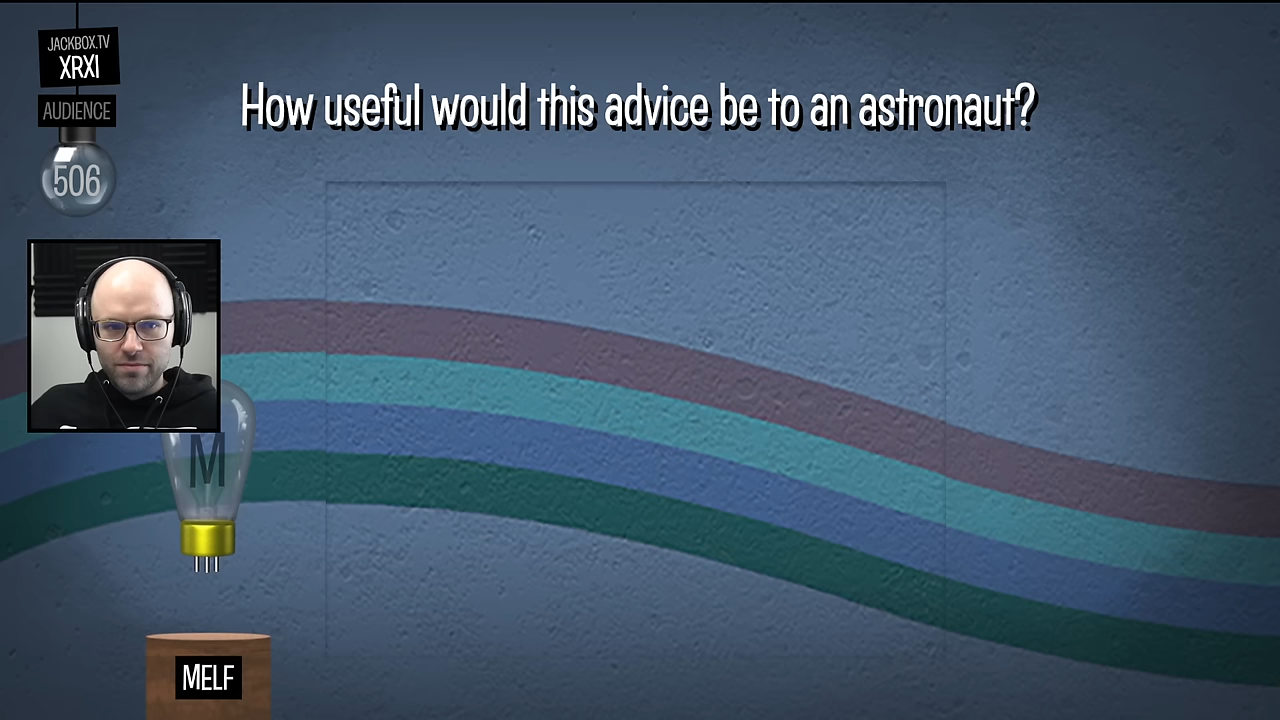 JACKBOX.TV
XRXI
AUDIENCE
506
How useful would this advice be to an astronaut?
M
MELF